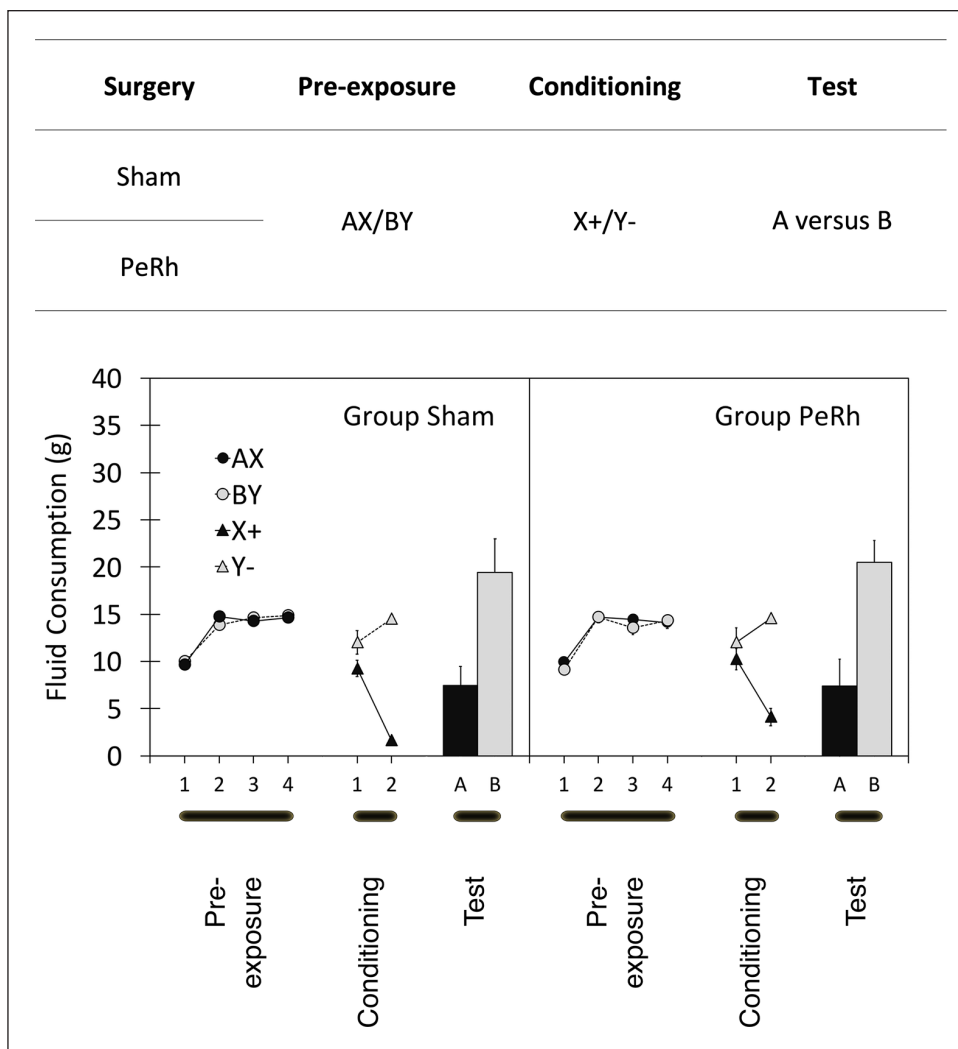 Surgery Pre-exposure Conditioning Test
Sham
AX/BY X+/Y- A versus B
PeRh
40
35
30
25
20
15
10
5
0
Fluid Consumption (g)
Group Sham
AX
BY
X+
Y-
Group PeRh
1 2 3 4 1 2 A B 1 2 3 4 1 2 A B
Pre-
exposure
Conditioning
Test
Pre-
exposure
Conditioning
Test